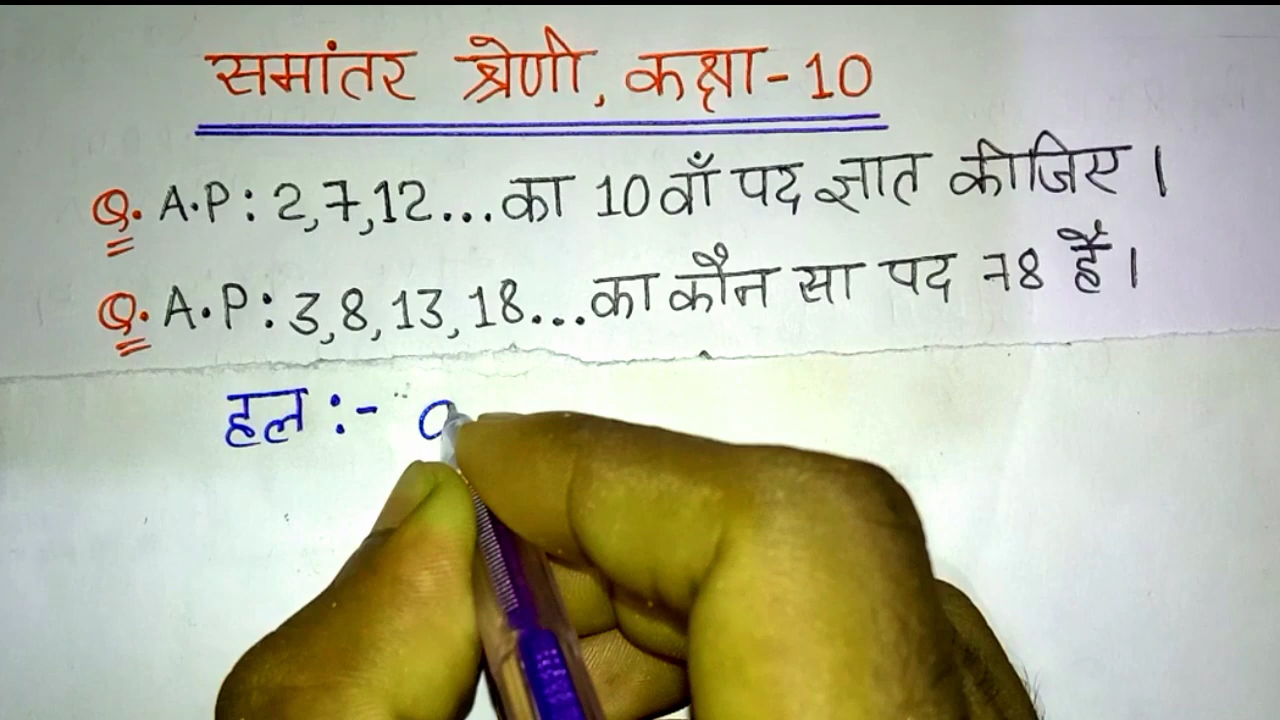 समांतर श्रेणी, कक्षा-10
Q. A.P: 2,7,12...का 10वाँ पद ज्ञात कीजिए।
Q. A.P: 3,8,13,18...का कौन सा पद 78 है।
हल :- a